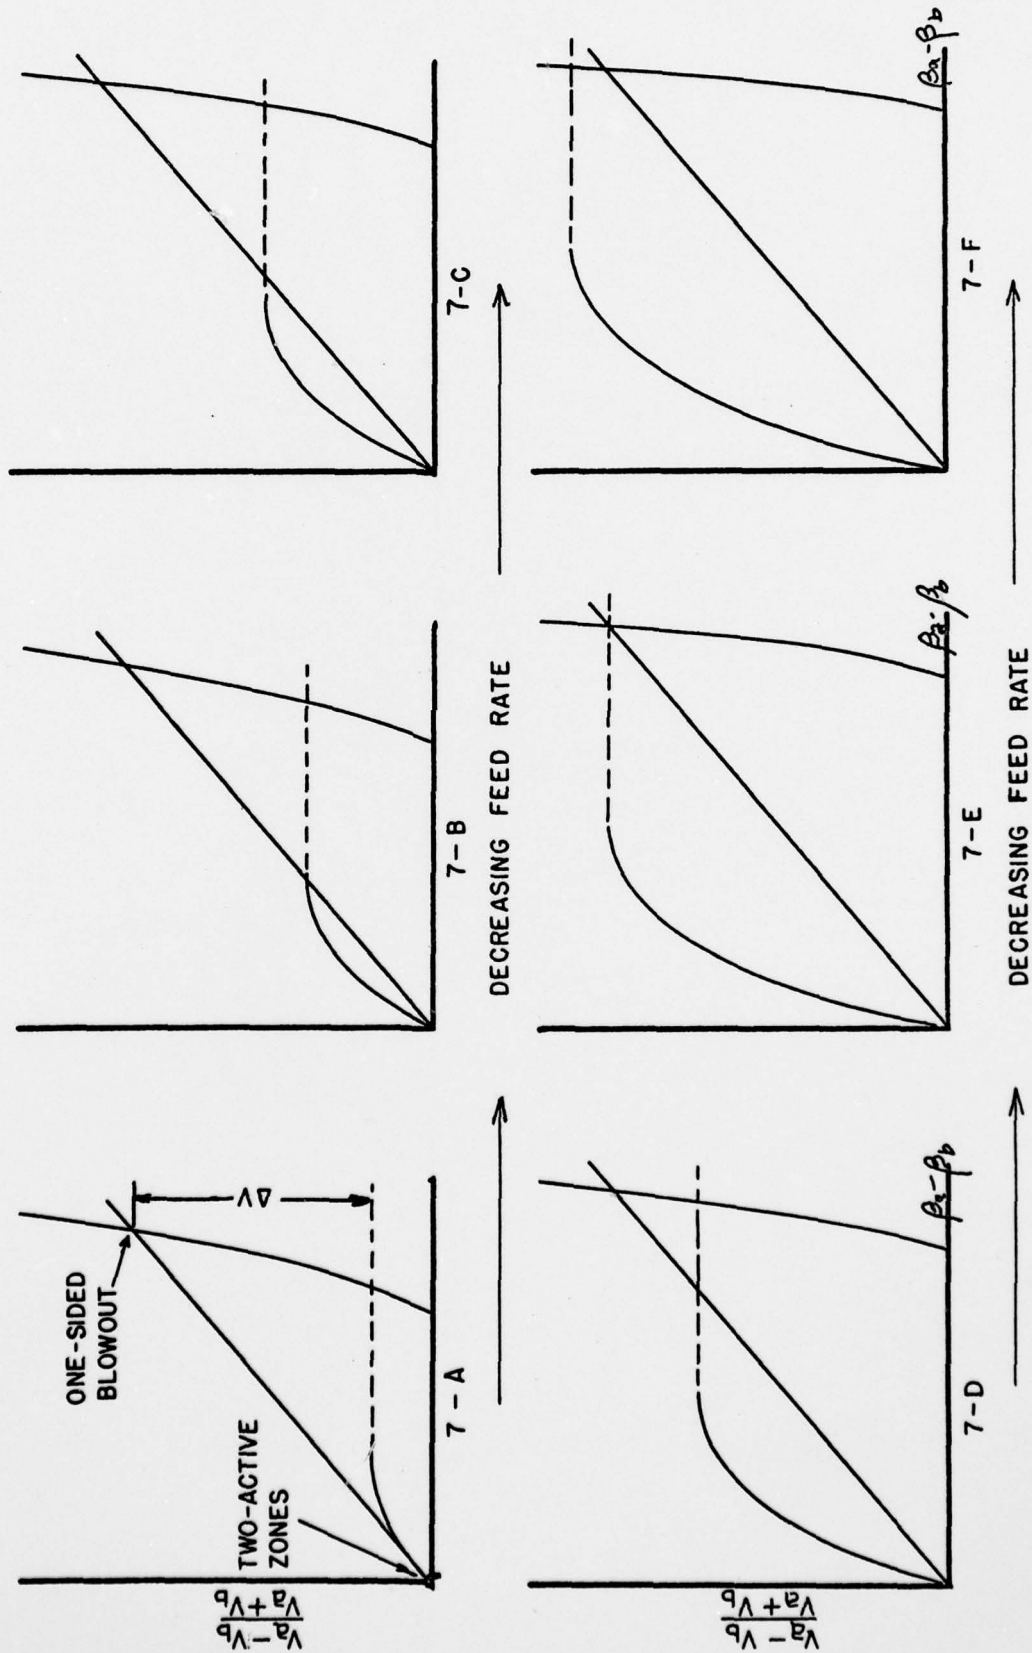 ONE-SIDED
BLOWOUT
TWO-ACTIVE
ZONES
ΔV
Va - Vb
Va + Vb
7 - A
7 - B
7 - C
DECREASING FEED RATE
Va - Vb
Va + Vb
βa - βb
βa - βb
βa - βb
7 - D
7 - E
7 - F
DECREASING FEED RATE